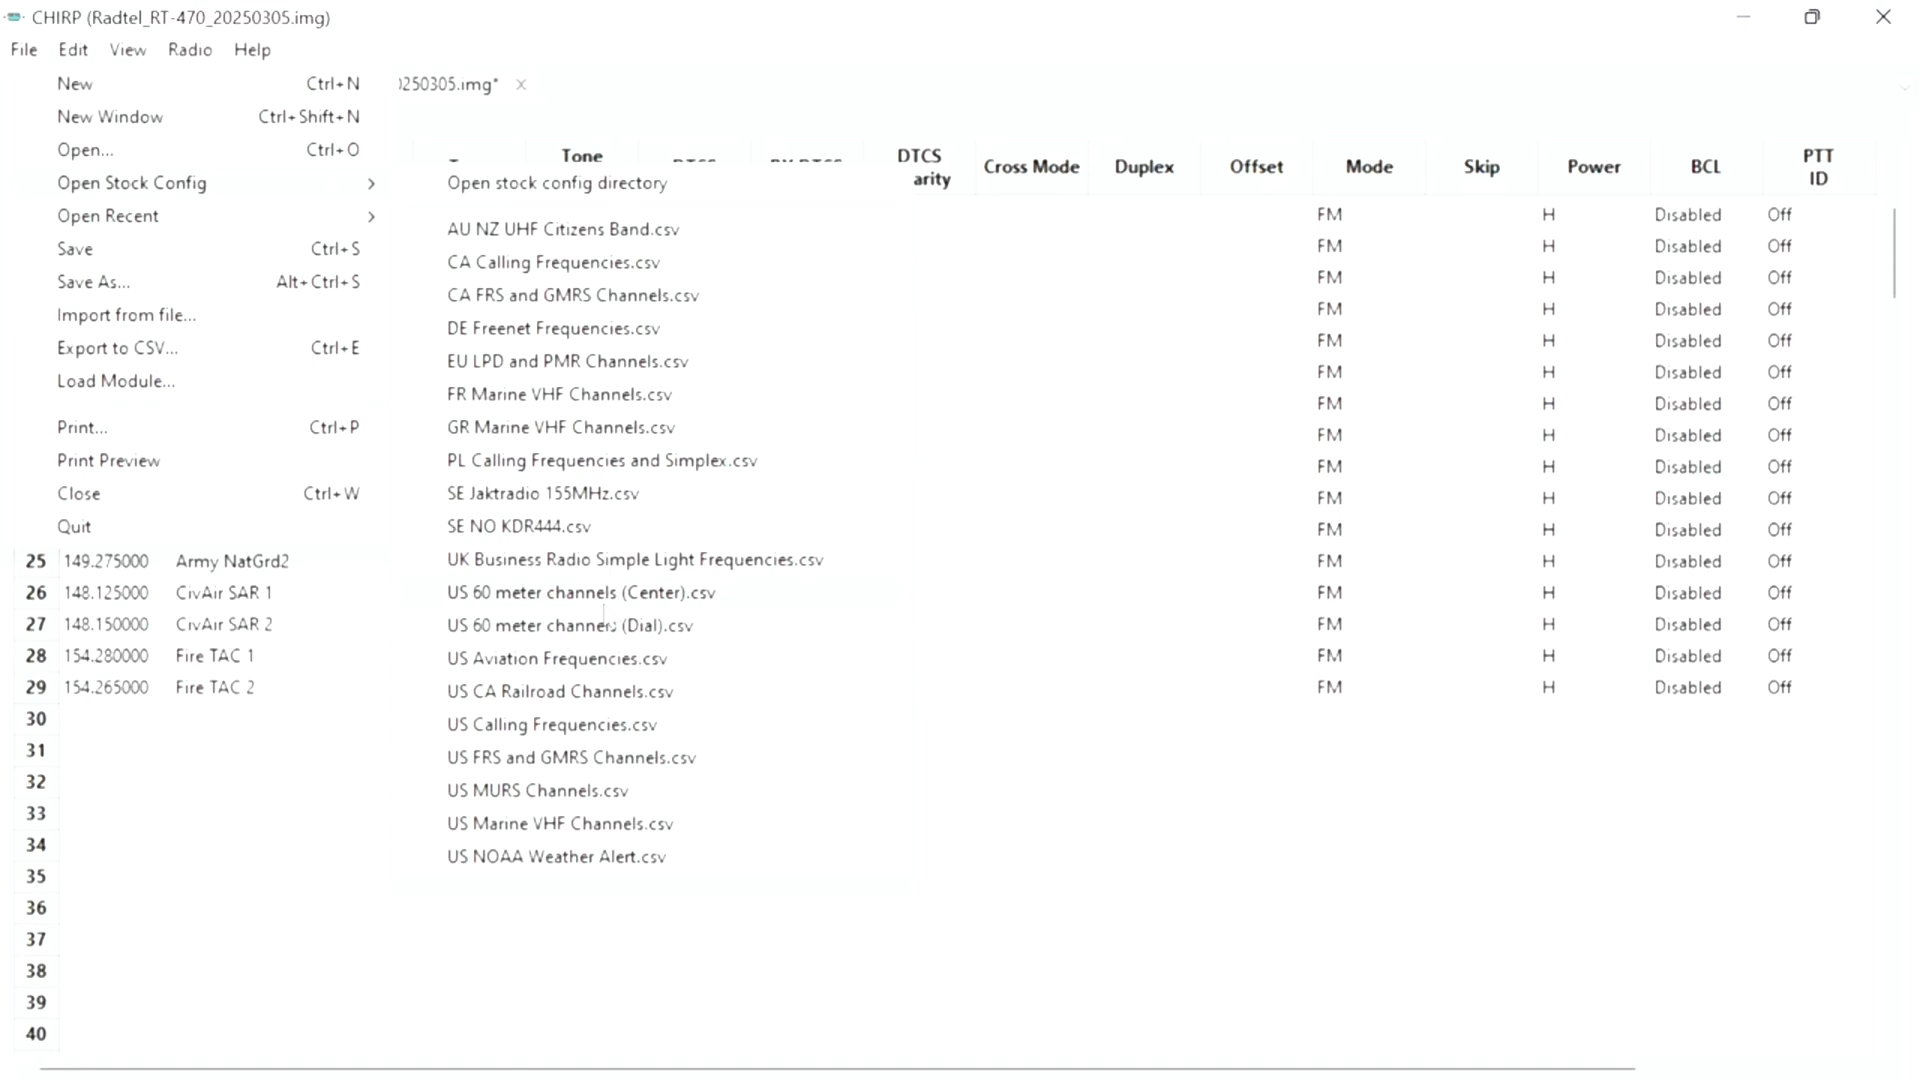 CHIRP (Radtel_RT-470_20250305.img)
File Edit View Radio Help
New Ctrl+N
0250305.img*
New Window Ctrl+Shift+N
Open... Ctrl+O
Open Stock Config
Open Recent
Save Ctrl+S
Save As... Alt+Ctrl+S
Import from file...
Export to CSV... Ctrl+E
Load Module...
Print... Ctrl+P
Print Preview
Close Ctrl+W
Quit
Open stock config directory
AU NZ UHF Citizens Band.csv
CA Calling Frequencies.csv
CA FRS and GMRS Channels.csv
DE Freenet Frequencies.csv
EU LPD and PMR Channels.csv
FR Marine VHF Channels.csv
GR Marine VHF Channels.csv
PL Calling Frequencies and Simplex.csv
SE Jaktradio 155MHz.csv
SE NO KDR444.csv
UK Business Radio Simple Light Frequencies.csv
US 60 meter channels (Center).csv
US 60 meter channels (Dial).csv
US Aviation Frequencies.csv
US CA Railroad Channels.csv
US Calling Frequencies.csv
US FRS and GMRS Channels.csv
US MURS Channels.csv
US Marine VHF Channels.csv
US NOAA Weather Alert.csv
Tone DTCS arity Cross Mode Duplex Offset Mode Skip Power BCL PTT ID
FM H Disabled Off
FM H Disabled Off
FM H Disabled Off
FM H Disabled Off
FM H Disabled Off
FM H Disabled Off
FM H Disabled Off
FM H Disabled Off
FM H Disabled Off
FM H Disabled Off
FM H Disabled Off
25 149.275000 Army NatGrd2 FM H Disabled Off
26 148.125000 CivAir SAR 1 FM H Disabled Off
27 148.150000 CivAir SAR 2 FM H Disabled Off
28 154.280000 Fire TAC 1 FM H Disabled Off
29 154.265000 Fire TAC 2 FM H Disabled Off
30
31
32
33
34
35
36
37
38
39
40